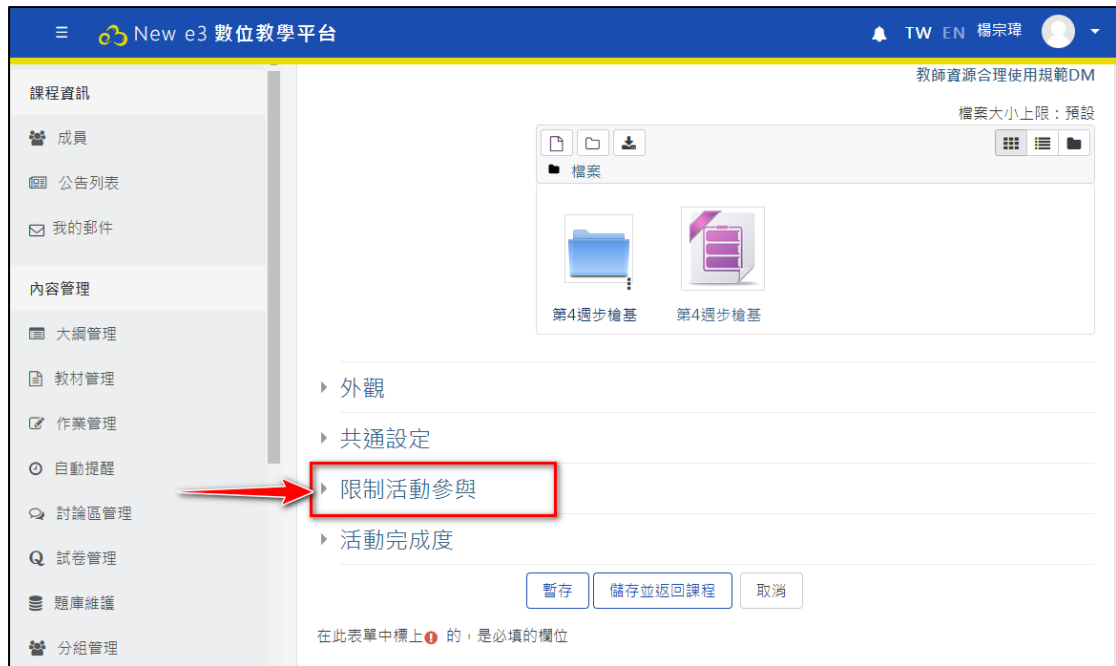 New e3 數位教學平台
TW EN 楊宗瑋
課程資訊
成員
公告列表
我的郵件
內容管理
大綱管理
教材管理
作業管理
自動提醒
討論區管理
試卷管理
題庫維護
分組管理
教師資源合理使用規範DM
檔案大小上限：預設
檔案
第4週步槍基
第4週步槍基
外觀
共通設定
限制活動參與
活動完成度
暫存
儲存並返回課程
取消
在此表單中標上 的，是必填的欄位